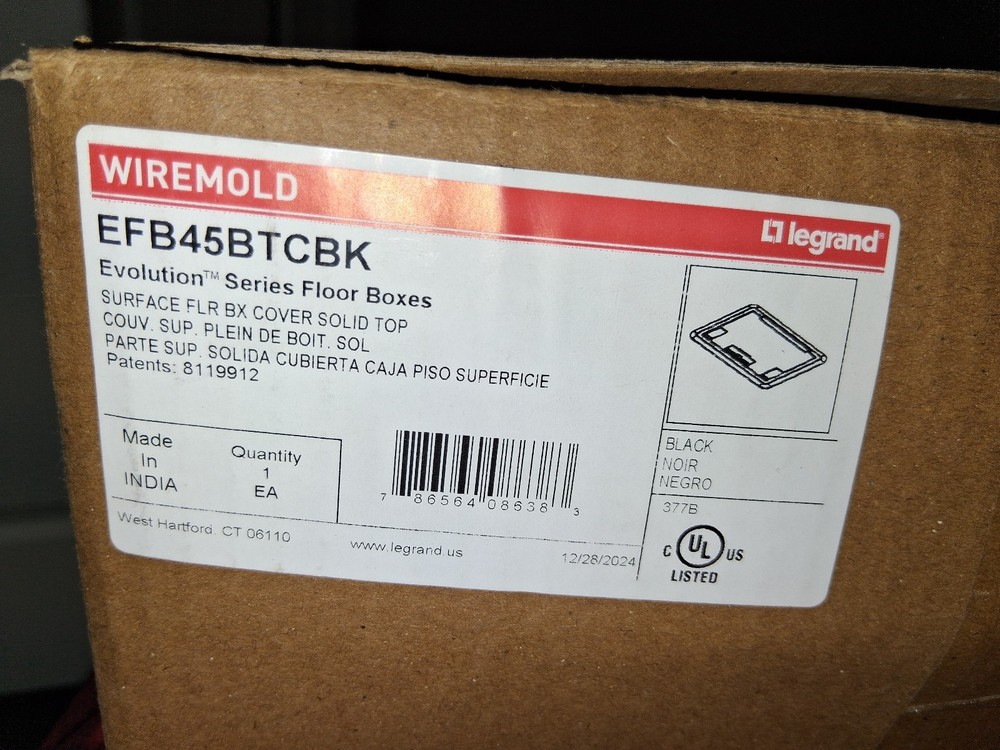 WIREMOLD
legrand®
EFB45BTCBK
Evolution™ Series Floor Boxes
SURFACE FLR BX COVER SOLID TOP
COUV. SUP. PLEIN DE BOIT. SOL
PARTE SUP. SOLIDA CUBIERTA CAJA PISO SUPERFICIE
Patents: 8119912
Made
In
INDIA
Quantity
1
EA
7 86564 08638 3
BLACK
NOIR
NEGRO
377B
C UL US
LISTED
West Hartford. CT 06110
www.legrand.us
12/28/2024